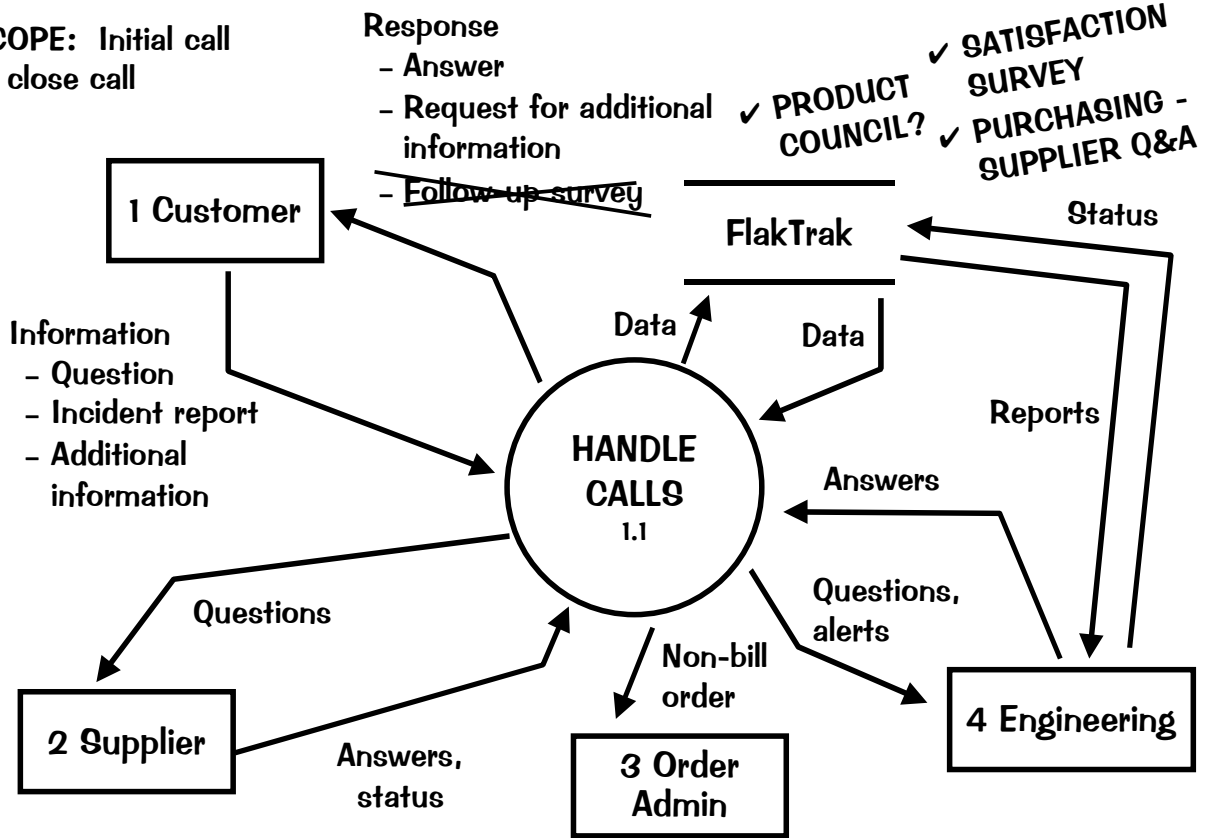 COPE: Initial call
close call
Response
- Answer
- Request for additional
information
- Follow-up survey
✔ PRODUCT
COUNCIL?
✔ SATISFACTION
SURVEY
✔ PURCHASING -
SUPPLIER Q&A
1 Customer
FlakTrak
Status
Information
- Question
- Incident report
- Additional
information
Data
Data
Reports
HANDLE
CALLS
1.1
Answers
Questions
Questions,
alerts
Non-bill
order
2 Supplier
Answers,
status
3 Order
Admin
4 Engineering